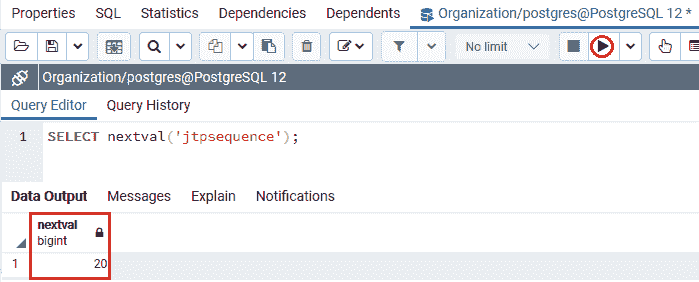 Properties SQL Statistics Dependencies Dependents Organization/postgres@PostgreSQL 12 *
No limit
Organization/postgres@PostgreSQL 12
Query Editor Query History
1 SELECT nextval('jtpsequence');
Data Output Messages Explain Notifications
nextval
bigint
1 20